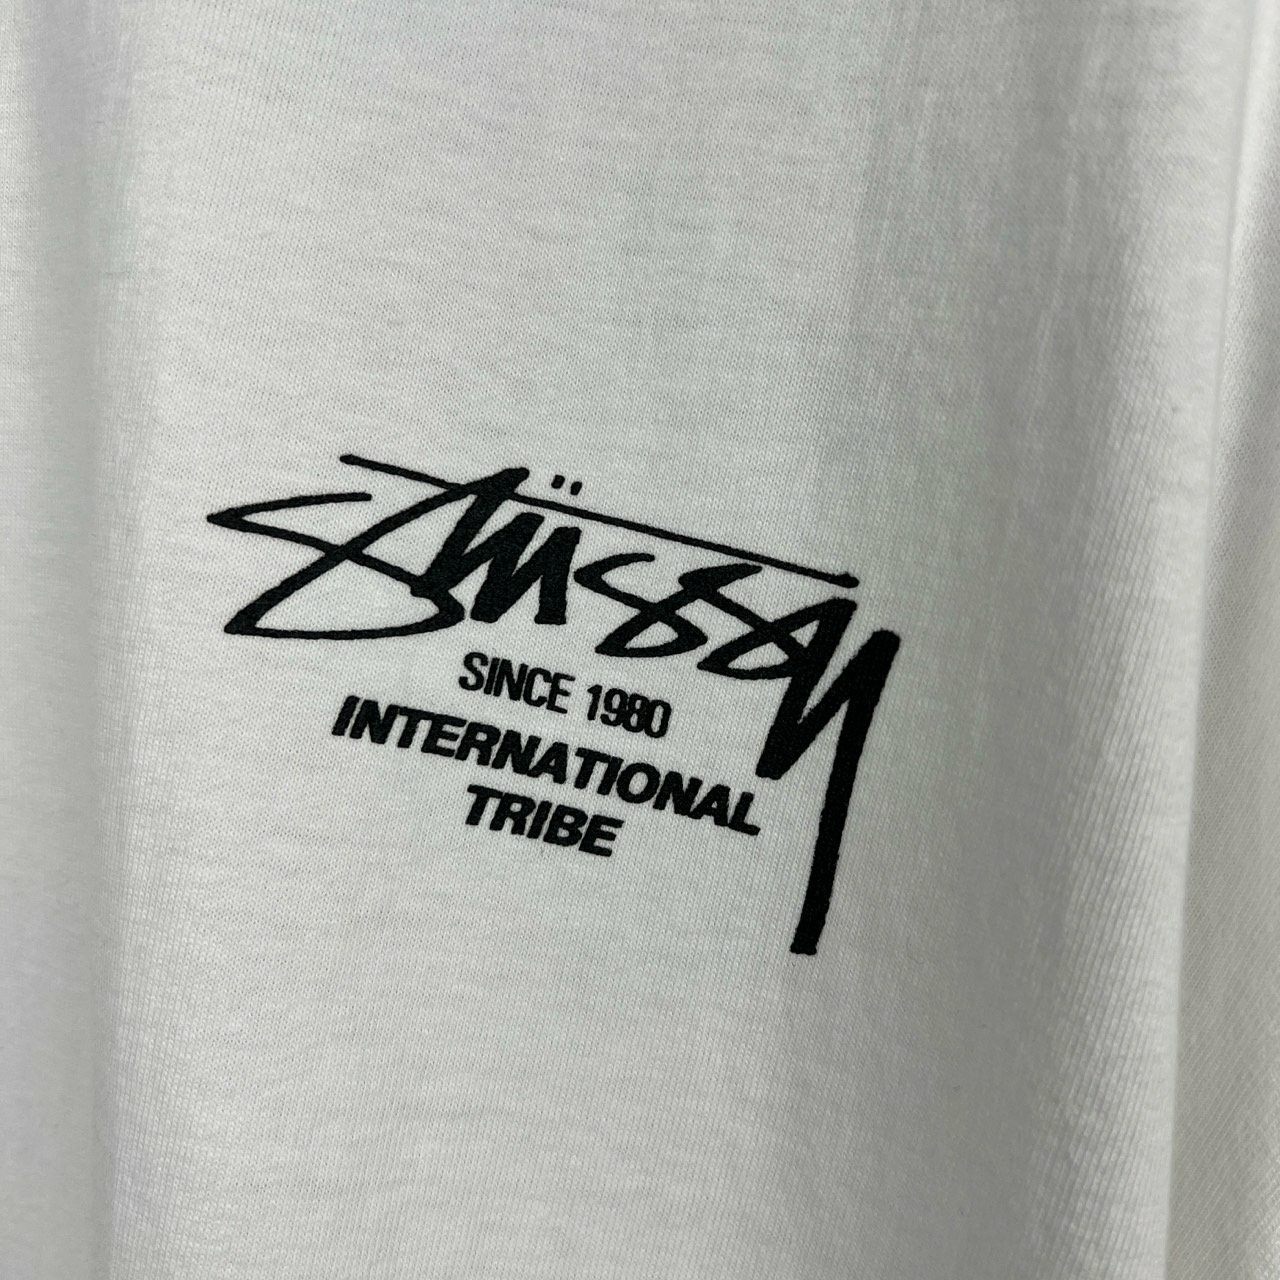 Stüssy
SINCE 1980
INTERNATIONAL
TRIBE